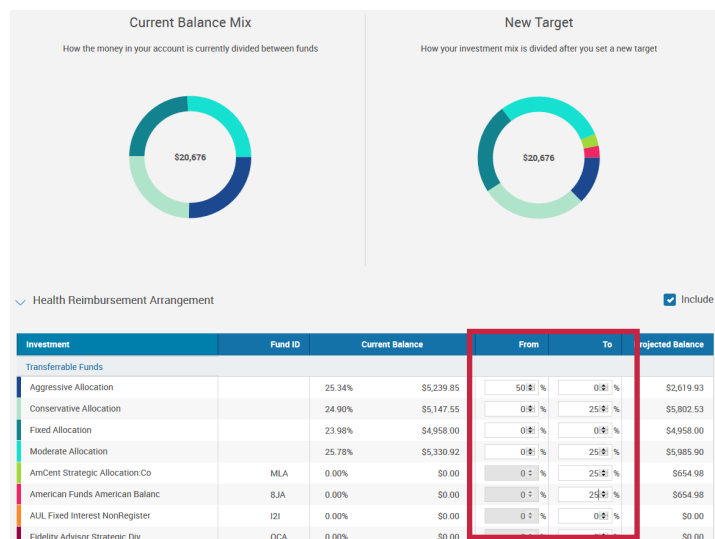 Current Balance Mix
How the money in your account is currently divided between funds
$20,676
New Target
How your investment mix is divided after you set a new target
$20,676
Health Reimbursement Arrangement
Include
Investment Fund ID Current Balance From To Projected Balance
Transferrable Funds
Aggressive Allocation 25.34% $5,239.85 50 % 0 % $2,619.93
Conservative Allocation 24.90% $5,147.55 0 % 25 % $5,802.53
Fixed Allocation 23.98% $4,958.00 0 % 0 % $4,958.00
Moderate Allocation 25.78% $5,330.92 0 % 25 % $5,985.90
AmCent Strategic Allocation:Co MLA 0.00% $0.00 0 % 25 % $654.98
American Funds American Balanc 8JA 0.00% $0.00 0 % 25 % $654.98
AUL Fixed Interest NonRegister I2I 0.00% $0.00 0 % 0 % $0.00
Fidelity Advisor Strategic Div OCA 0.00% $0.00 0 % 0 % $0.00